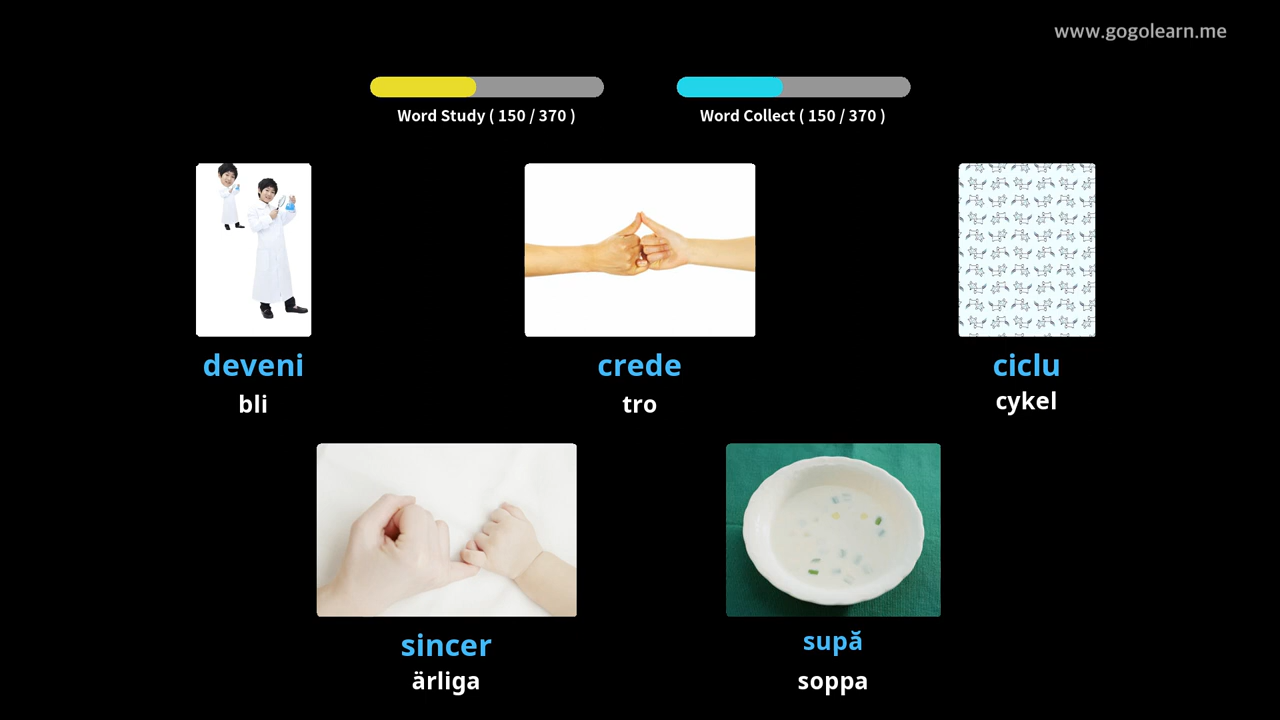 www.gogolearn.me
Word Study ( 150 / 370 )
Word Collect ( 150 / 370 )
deveni
bli
crede
tro
ciclu
cykel
sincer
ärliga
supă
soppa